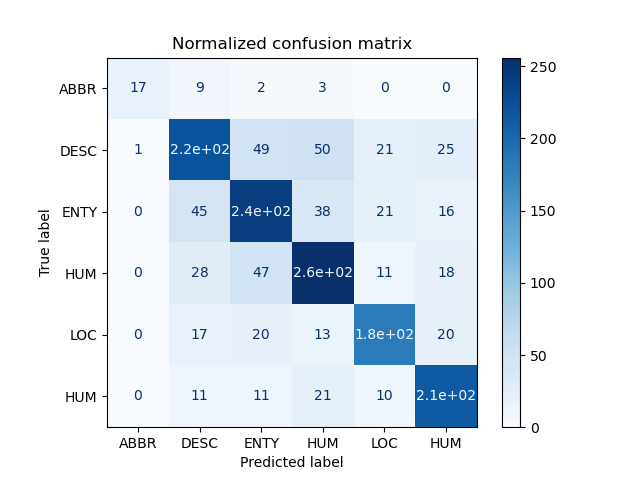 Normalized confusion matrix
True label
ABBR 17 9 2 3 0 0
DESC 1 2.2e+02 49 50 21 25
ENTY 0 45 2.4e+02 38 21 16
HUM 0 28 47 2.6e+02 11 18
LOC 0 17 20 13 1.8e+02 20
HUM 0 11 11 21 10 2.1e+02
ABBR DESC ENTY HUM LOC HUM
Predicted label
250
200
150
100
50
0